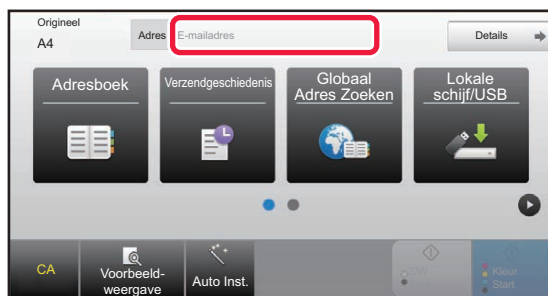 Origineel
A4
Adres
E-mailadres
Details
Adresboek
Verzendgeschiedenis
Globaal
Adres Zoeken
Lokale
schijf/USB
CA
Voorbeeld-
weergave
Auto Inst.
Kleur
Start